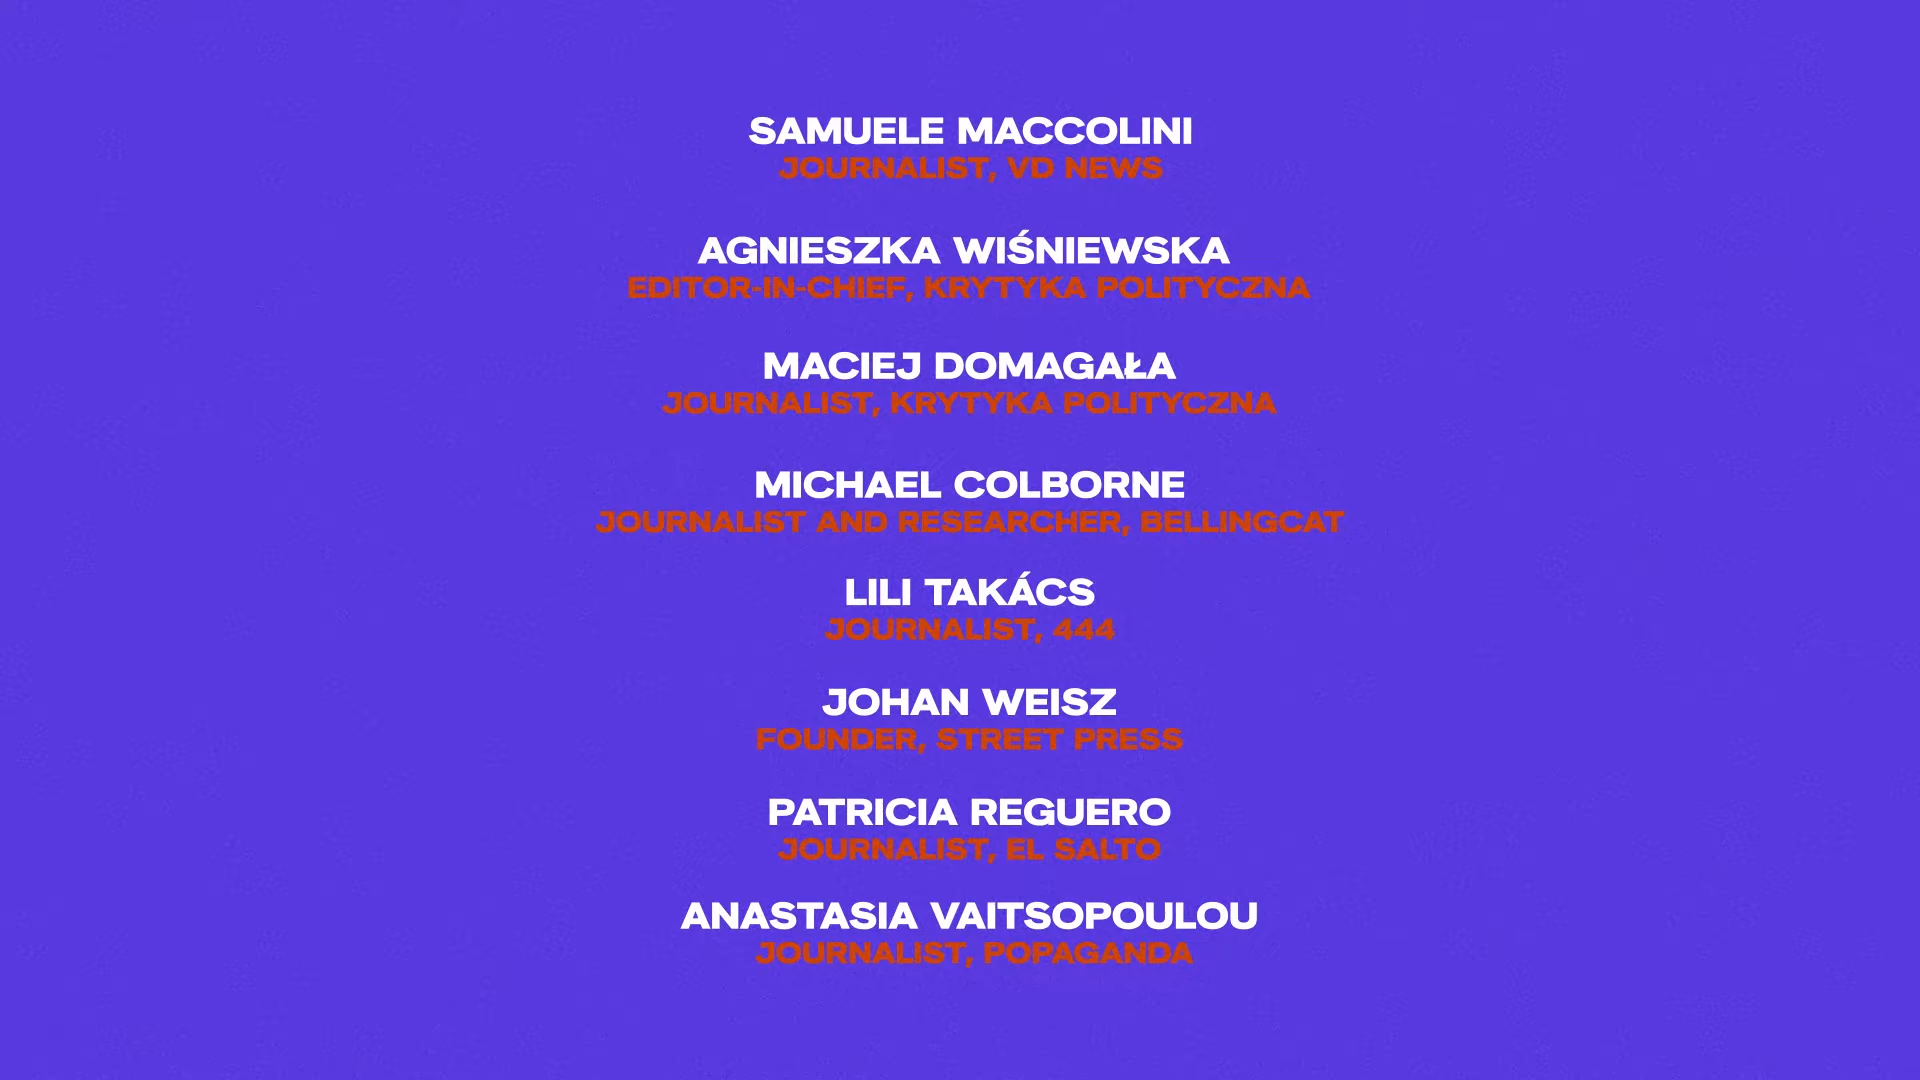 SAMUELE MACCOLINI
JOURNALIST, VD NEWS
AGNIESZKA WIŚNIEWSKA
EDITOR-IN-CHIEF, KRYTYKA POLITYCZNA
MACIEJ DOMAGAŁA
JOURNALIST, KRYTYKA POLITYCZNA
MICHAEL COLBORNE
JOURNALIST AND RESEARCHER, BELLINGCAT
LILI TAKÁCS
JOURNALIST, 444
JOHAN WEISZ
FOUNDER, STREET PRESS
PATRICIA REGUERO
JOURNALIST, EL SALTO
ANASTASIA VAITSOPOULOU
JOURNALIST, POPAGANDA